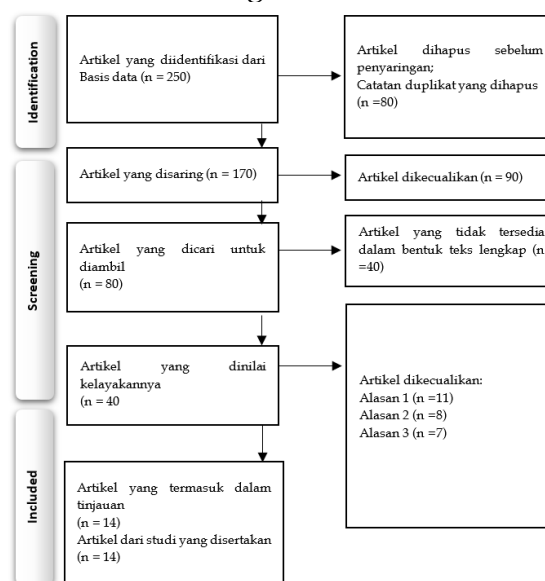 Identification
Artikel yang diidentifikasi dari
Basis data (n = 250)
Artikel dihapus sebelum
penyaringan;
Catatan duplikat yang dihapus
(n =80)
Screening
Artikel yang disaring (n = 170)
Artikel dikecualikan (n = 90)
Artikel yang dicari untuk
diambil
(n = 80)
Artikel yang tidak tersedia
dalam bentuk teks lengkap (n
=40)
Artikel yang dinilai
kelayakannya
(n = 40
Artikel dikecualikan:
Alasan 1 (n =11)
Alasan 2 (n =8)
Alasan 3 (n =7)
Included
Artikel yang termasuk dalam
tinjauan
(n = 14)
Artikel dari studi yang disertakan
(n = 14)